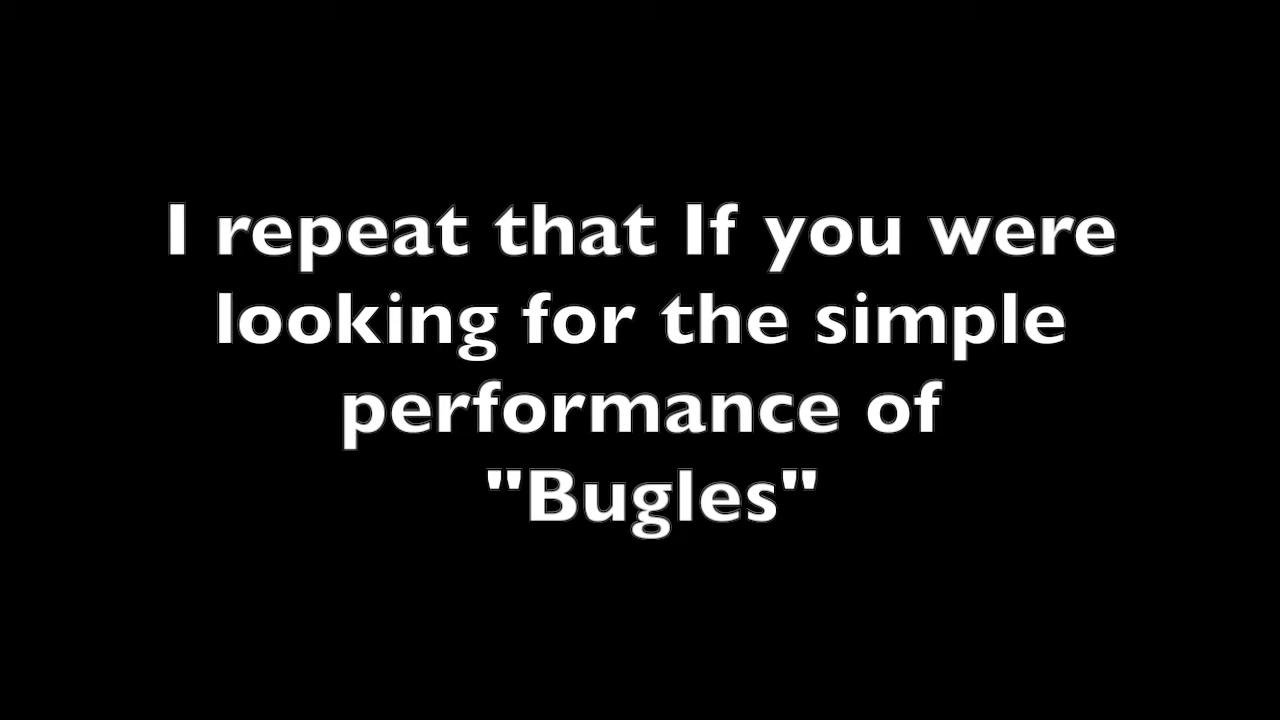 I repeat that If you were
looking for the simple
performance of
"Bugles"